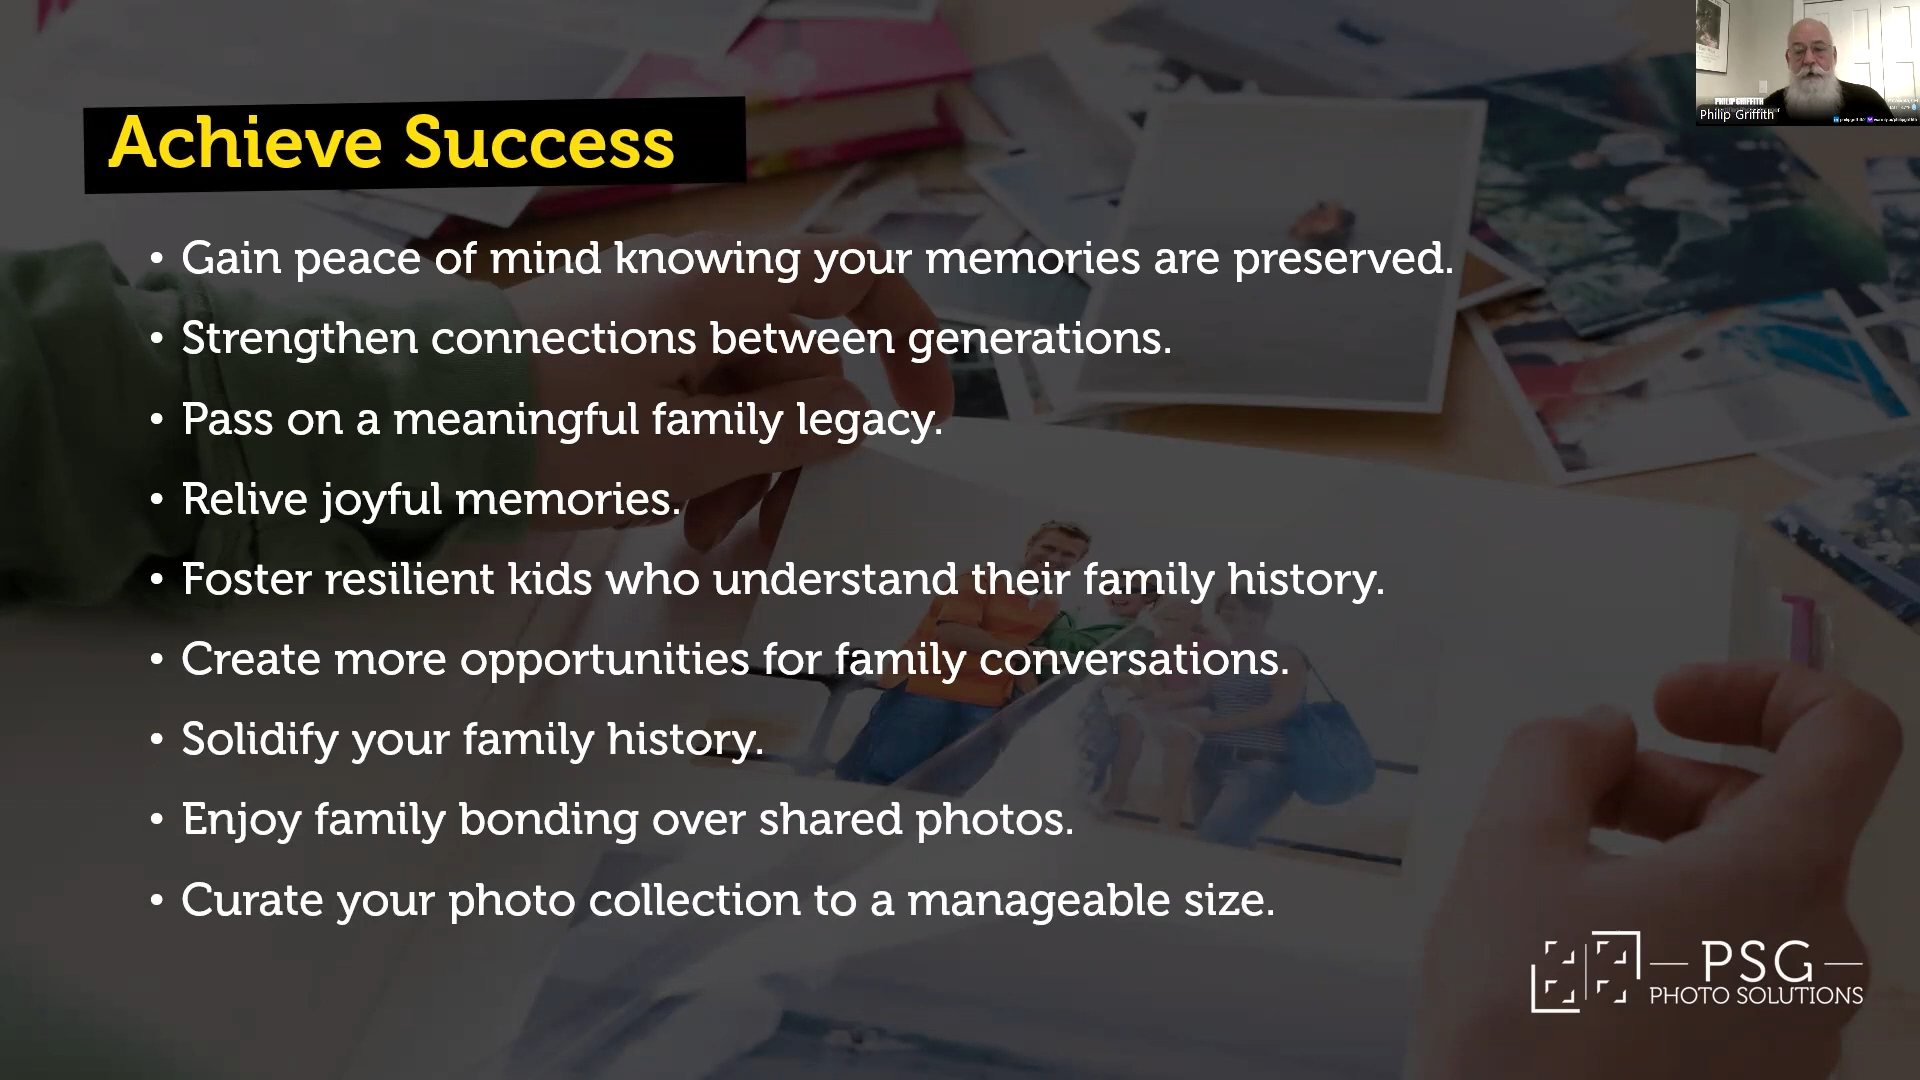 Achieve Success
• Gain peace of mind knowing your memories are preserved.
• Strengthen connections between generations.
• Pass on a meaningful family legacy.
• Relive joyful memories.
• Foster resilient kids who understand their family history.
• Create more opportunities for family conversations.
• Solidify your family history.
• Enjoy family bonding over shared photos.
• Curate your photo collection to a manageable size.
PHILIP GRIFFITH
Philip Griffith
PSG
PHOTO SOLUTIONS